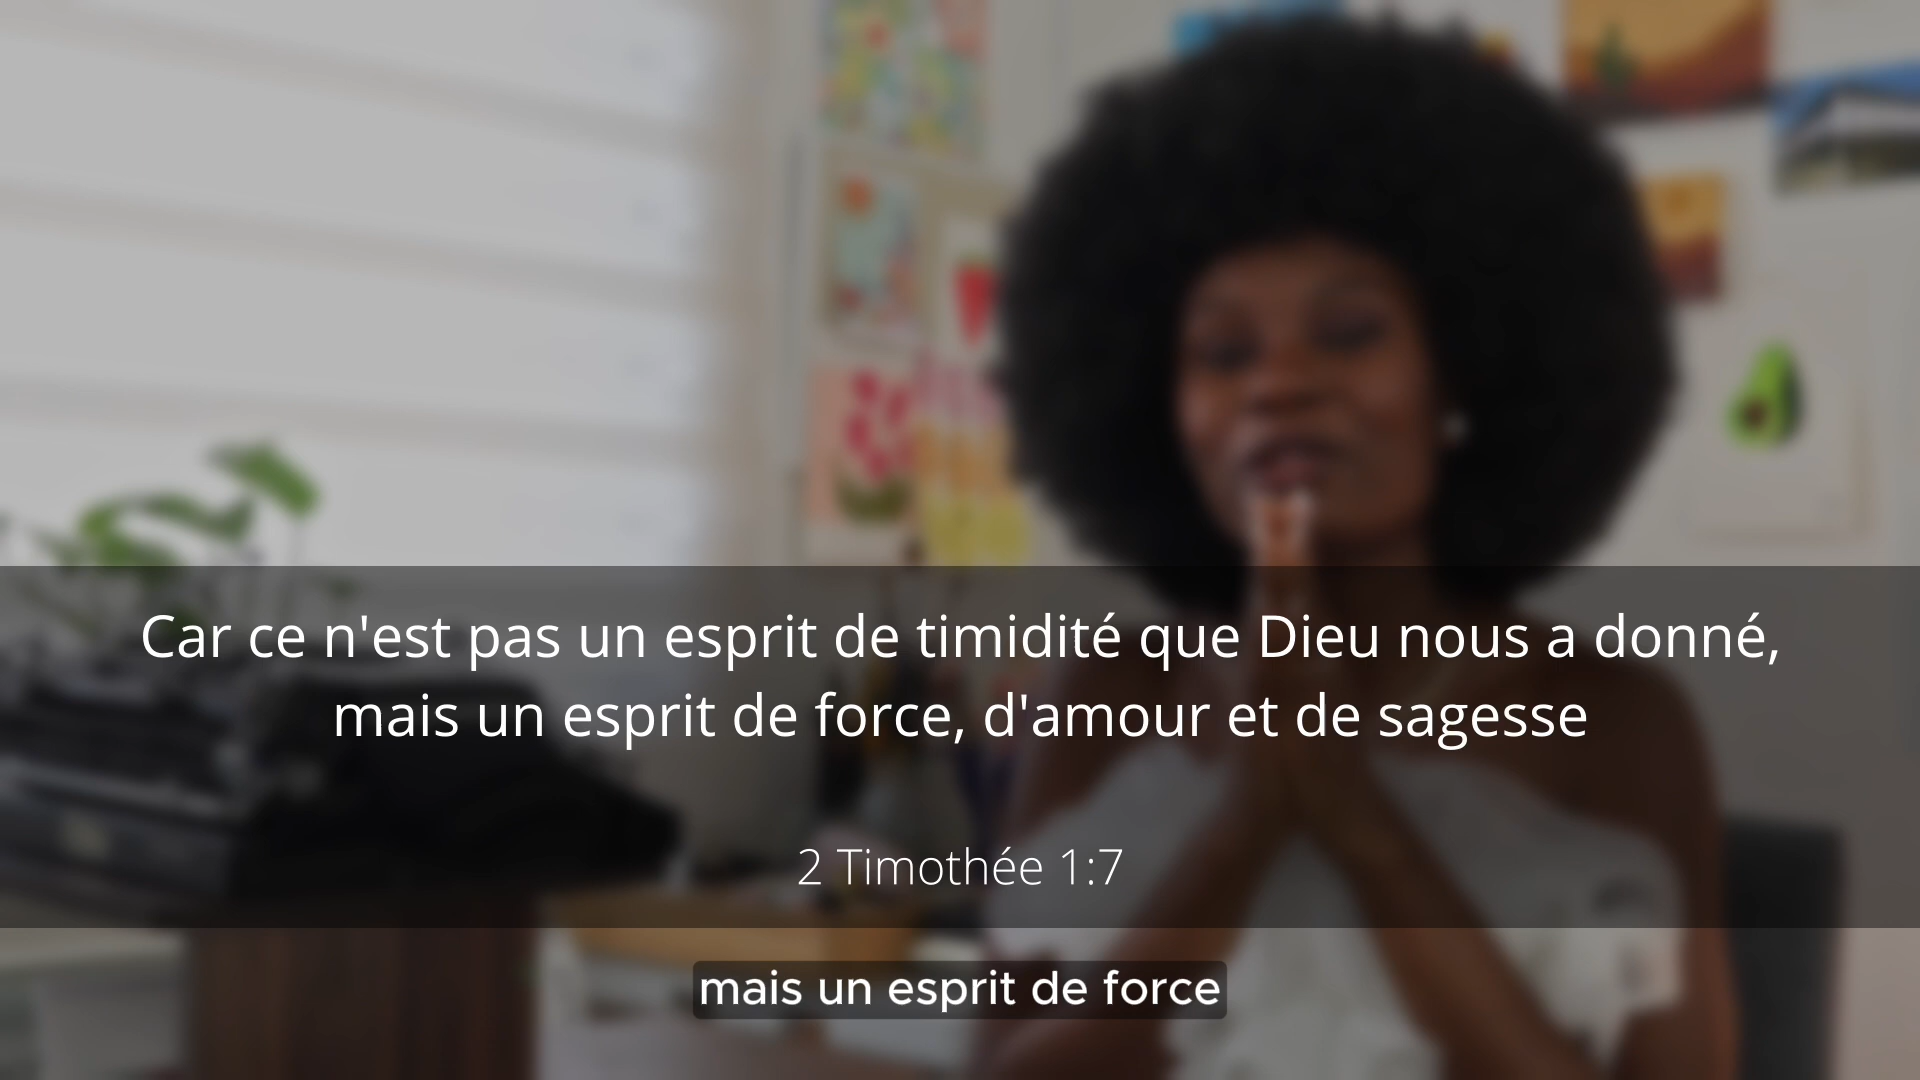 Car ce n'est pas un esprit de timidité que Dieu nous a donné,
mais un esprit de force, d'amour et de sagesse
2 Timothée 1:7
mais un esprit de force